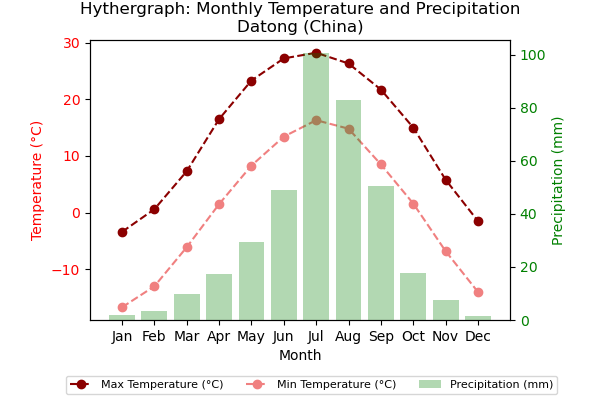 Hythergraph: Monthly Temperature and Precipitation
Datong (China)
30
20
10
0
−10
Temperature (°C)
100
80
60
40
20
0
Precipitation (mm)
Jan Feb Mar Apr May Jun Jul Aug Sep Oct Nov Dec
Month
Max Temperature (°C) Min Temperature (°C) Precipitation (mm)